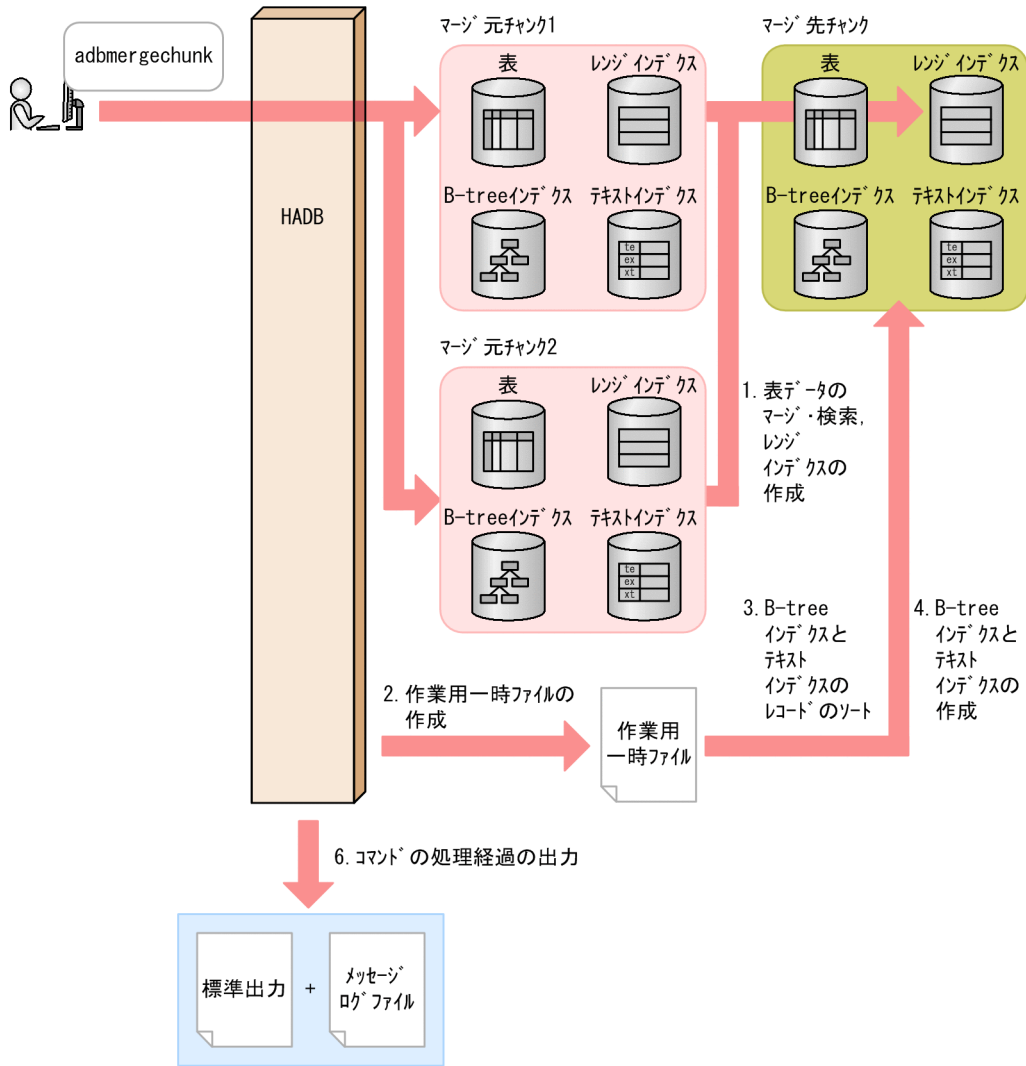 adbmergechunk
HADB
ﾏｰｼﾞ元ﾁｬﾝｸ1
表
ﾚﾝｼﾞｲﾝﾃﾞｸｽ
B-treeｲﾝﾃﾞｸｽ
ﾃｷｽﾄｲﾝﾃﾞｸｽ
te
ex
xt
ﾏｰｼﾞ先ﾁｬﾝｸ
表
ﾚﾝｼﾞｲﾝﾃﾞｸｽ
B-treeｲﾝﾃﾞｸｽ
ﾃｷｽﾄｲﾝﾃﾞｸｽ
te
ex
xt
ﾏｰｼﾞ元ﾁｬﾝｸ2
表
ﾚﾝｼﾞｲﾝﾃﾞｸｽ
B-treeｲﾝﾃﾞｸｽ
ﾃｷｽﾄｲﾝﾃﾞｸｽ
te
ex
xt
1. 表ﾃﾞｰﾀの
ﾏｰｼﾞ・検索,
ﾚﾝｼﾞ
ｲﾝﾃﾞｸｽの
作成
2. 作業用一時ﾌｧｲﾙの
作成
作業用
一時ﾌｧｲﾙ
3. B-tree
ｲﾝﾃﾞｸｽと
ﾃｷｽﾄ
ｲﾝﾃﾞｸｽの
ﾚｺｰﾄﾞのｿｰﾄ
4. B-tree
ｲﾝﾃﾞｸｽと
ﾃｷｽﾄ
ｲﾝﾃﾞｸｽの
作成
6. ｺﾏﾝﾄﾞの処理経過の出力
標準出力
+
ﾒｯｾｰｼﾞ
ﾛｸﾞﾌｧｲﾙ